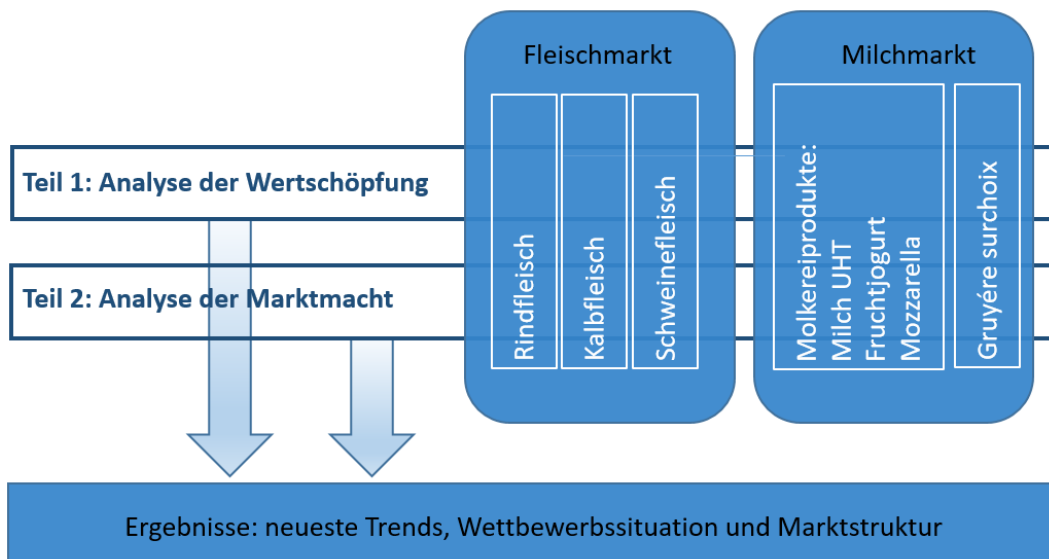 Fleischmarkt
Milchmarkt
Teil 1: Analyse der Wertschöpfung
Teil 2: Analyse der Marktmacht
Rindfleisch
Kalbfleisch
Schweinefleisch
Molkereiprodukte:
Milch UHT
Fruchtjogurt
Mozzarella
Gruyére surchoix
Ergebnisse: neueste Trends, Wettbewerbssituation und Marktstruktur